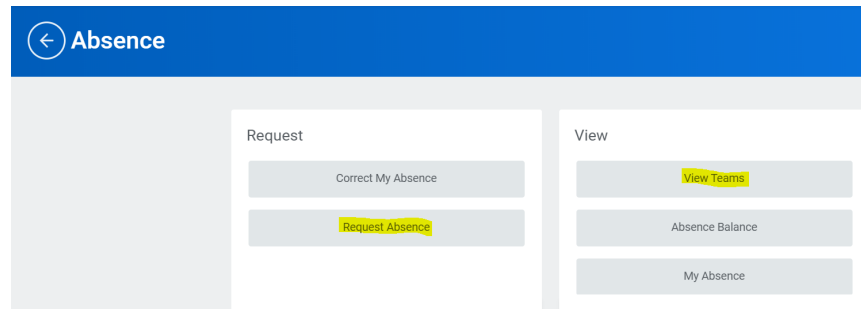 Absence
Request
Correct My Absence
Request Absence
View
View Teams
Absence Balance
My Absence